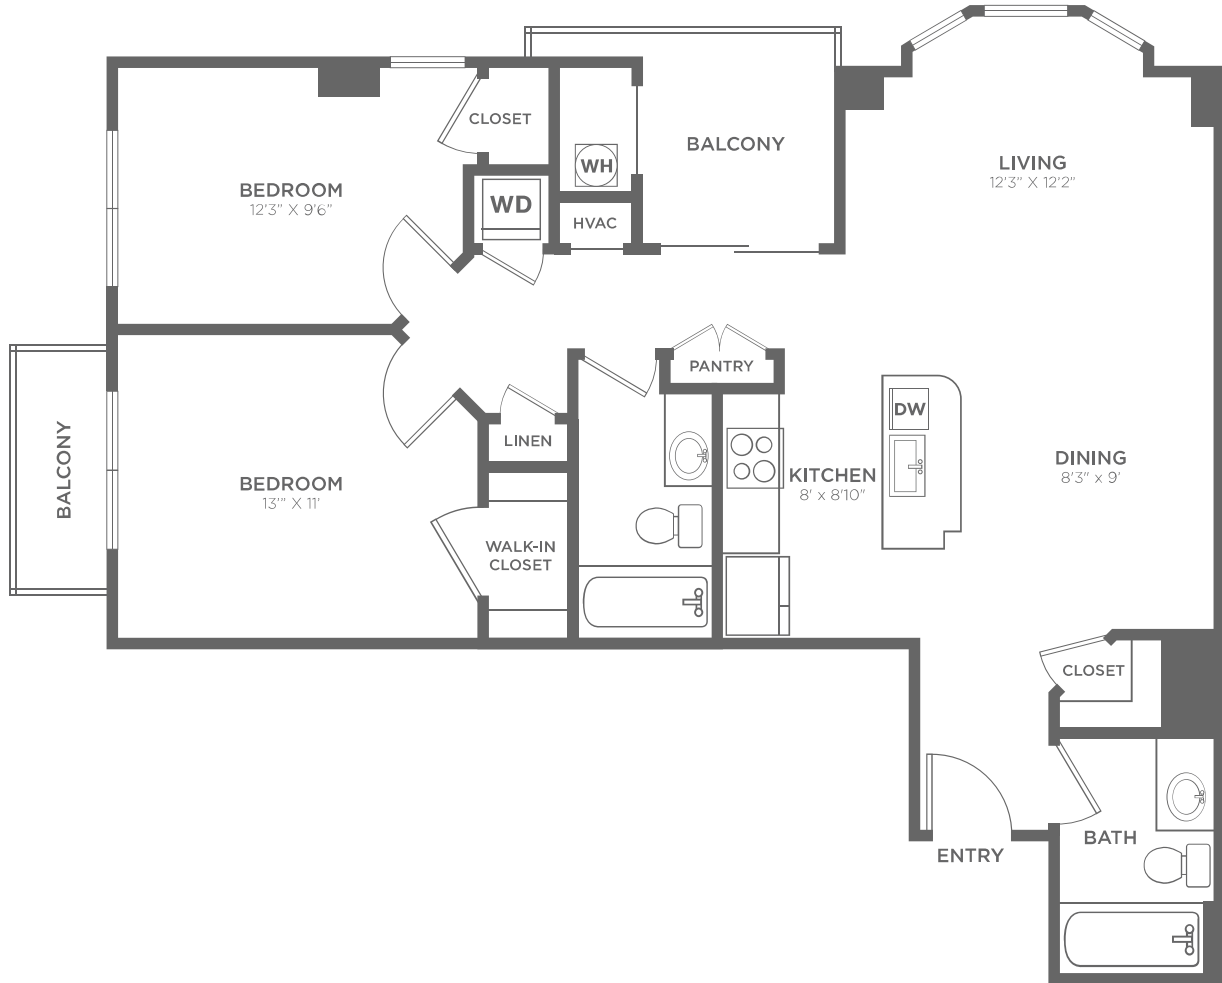 CLOSET
BALCONY
WH
LIVING
12'3" X 12'2"
BEDROOM
12'3" X 9'6"
WD
HVAC
PANTRY
DW
LINEN
BALCONY
BEDROOM
13'" X 11'
KITCHEN
8' x 8'10"
DINING
8'3" x 9'
WALK-IN
CLOSET
CLOSET
BATH
ENTRY